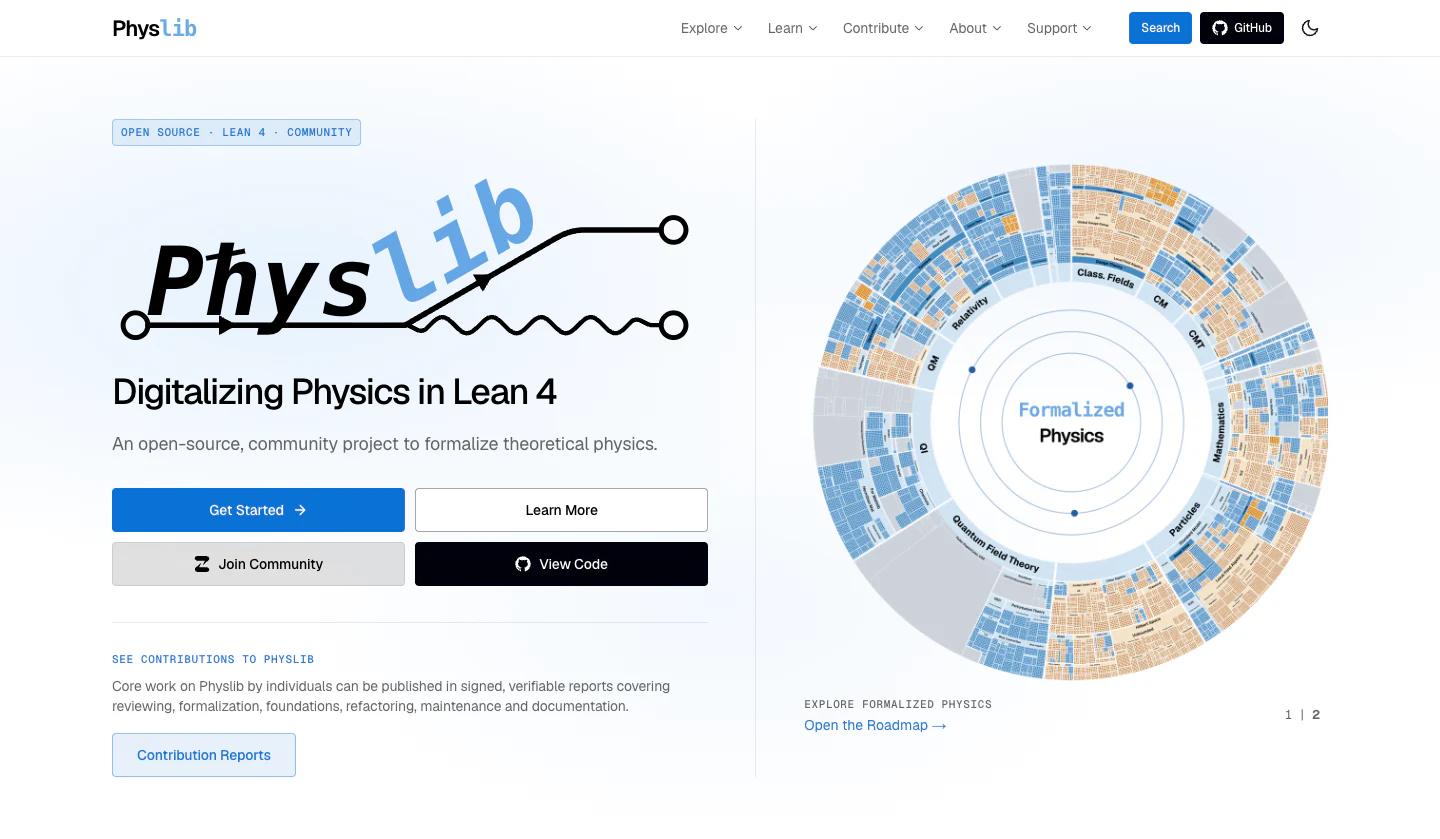 Physlib
Explore
Learn
Contribute
About
Support
Search
GitHub
OPEN SOURCE · LEAN 4 · COMMUNITY
Pℏyslib
Digitalizing Physics in Lean 4
An open-source, community project to formalize theoretical physics.
Get Started →
Learn More
Join Community
View Code
SEE CONTRIBUTIONS TO PHYSLIB
Core work on Physlib by individuals can be published in signed, verifiable reports covering
reviewing, formalization, foundations, refactoring, maintenance and documentation.
Contribution Reports
Class. Fields
CM
CMT
Mathematics
Particles
Quantum Field Theory
QI
QM
Relativity
Formalized
Physics
EXPLORE FORMALIZED PHYSICS
Open the Roadmap →
1 | 2